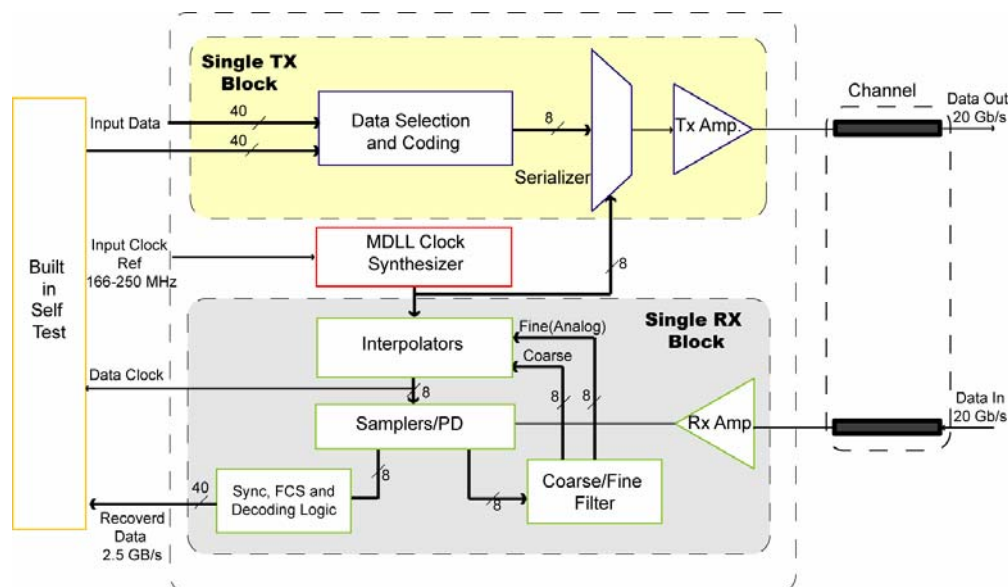 Single TX
Block
Channel
Input Data
40
40
Data Selection
and Coding
8
Serializer
Tx Amp.
Data Out
20 Gb/s
Input Clock
Ref
166-250 MHz
MDLL Clock
Synthesizer
8
Built
in
Self
Test
Single RX
Block
Interpolators
Fine(Analog)
Coarse
8
8
Data Clock
8
Samplers/PD
Rx Amp
Data In
20 Gb/s
8
8
40
Sync, FCS and
Decoding Logic
Coarse/Fine
Filter
Recoverd
Data
2.5 GB/s